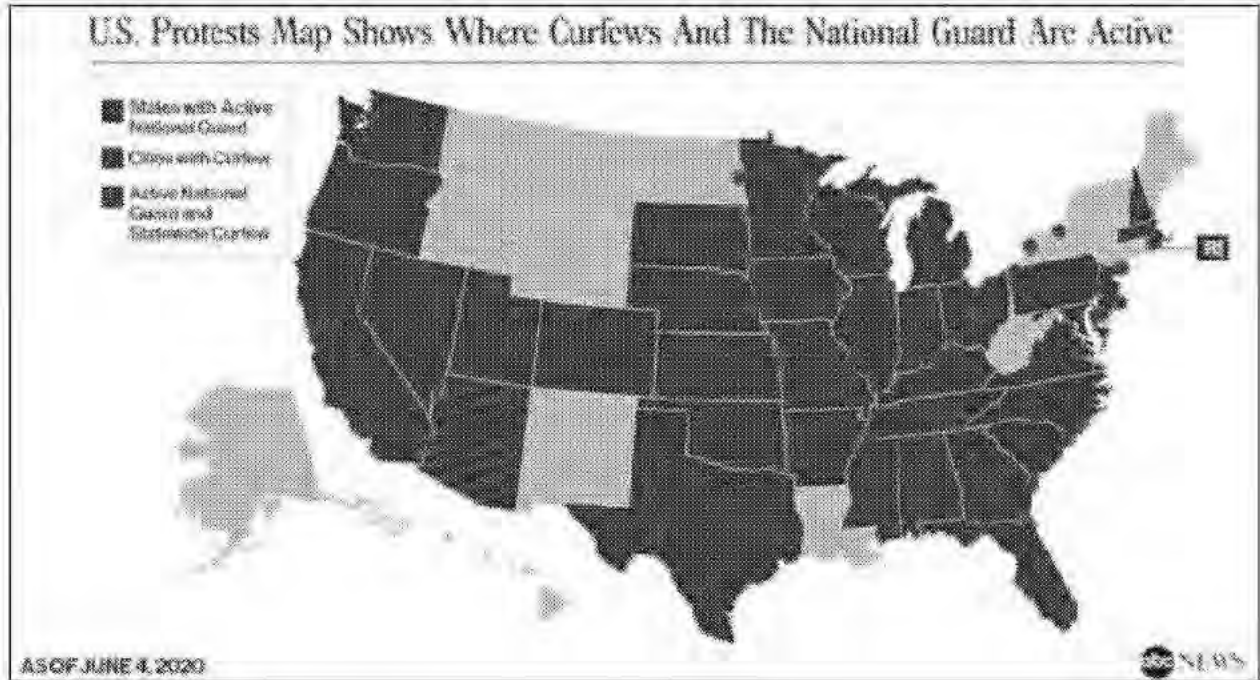 U.S. Protests Map Shows Where Curfews And The National Guard Are Active
States with Active
National Guard
Cities with Curfew
Active National
Guard and
Statewide Curfew
AS OF JUNE 4, 2020
abc NEWS